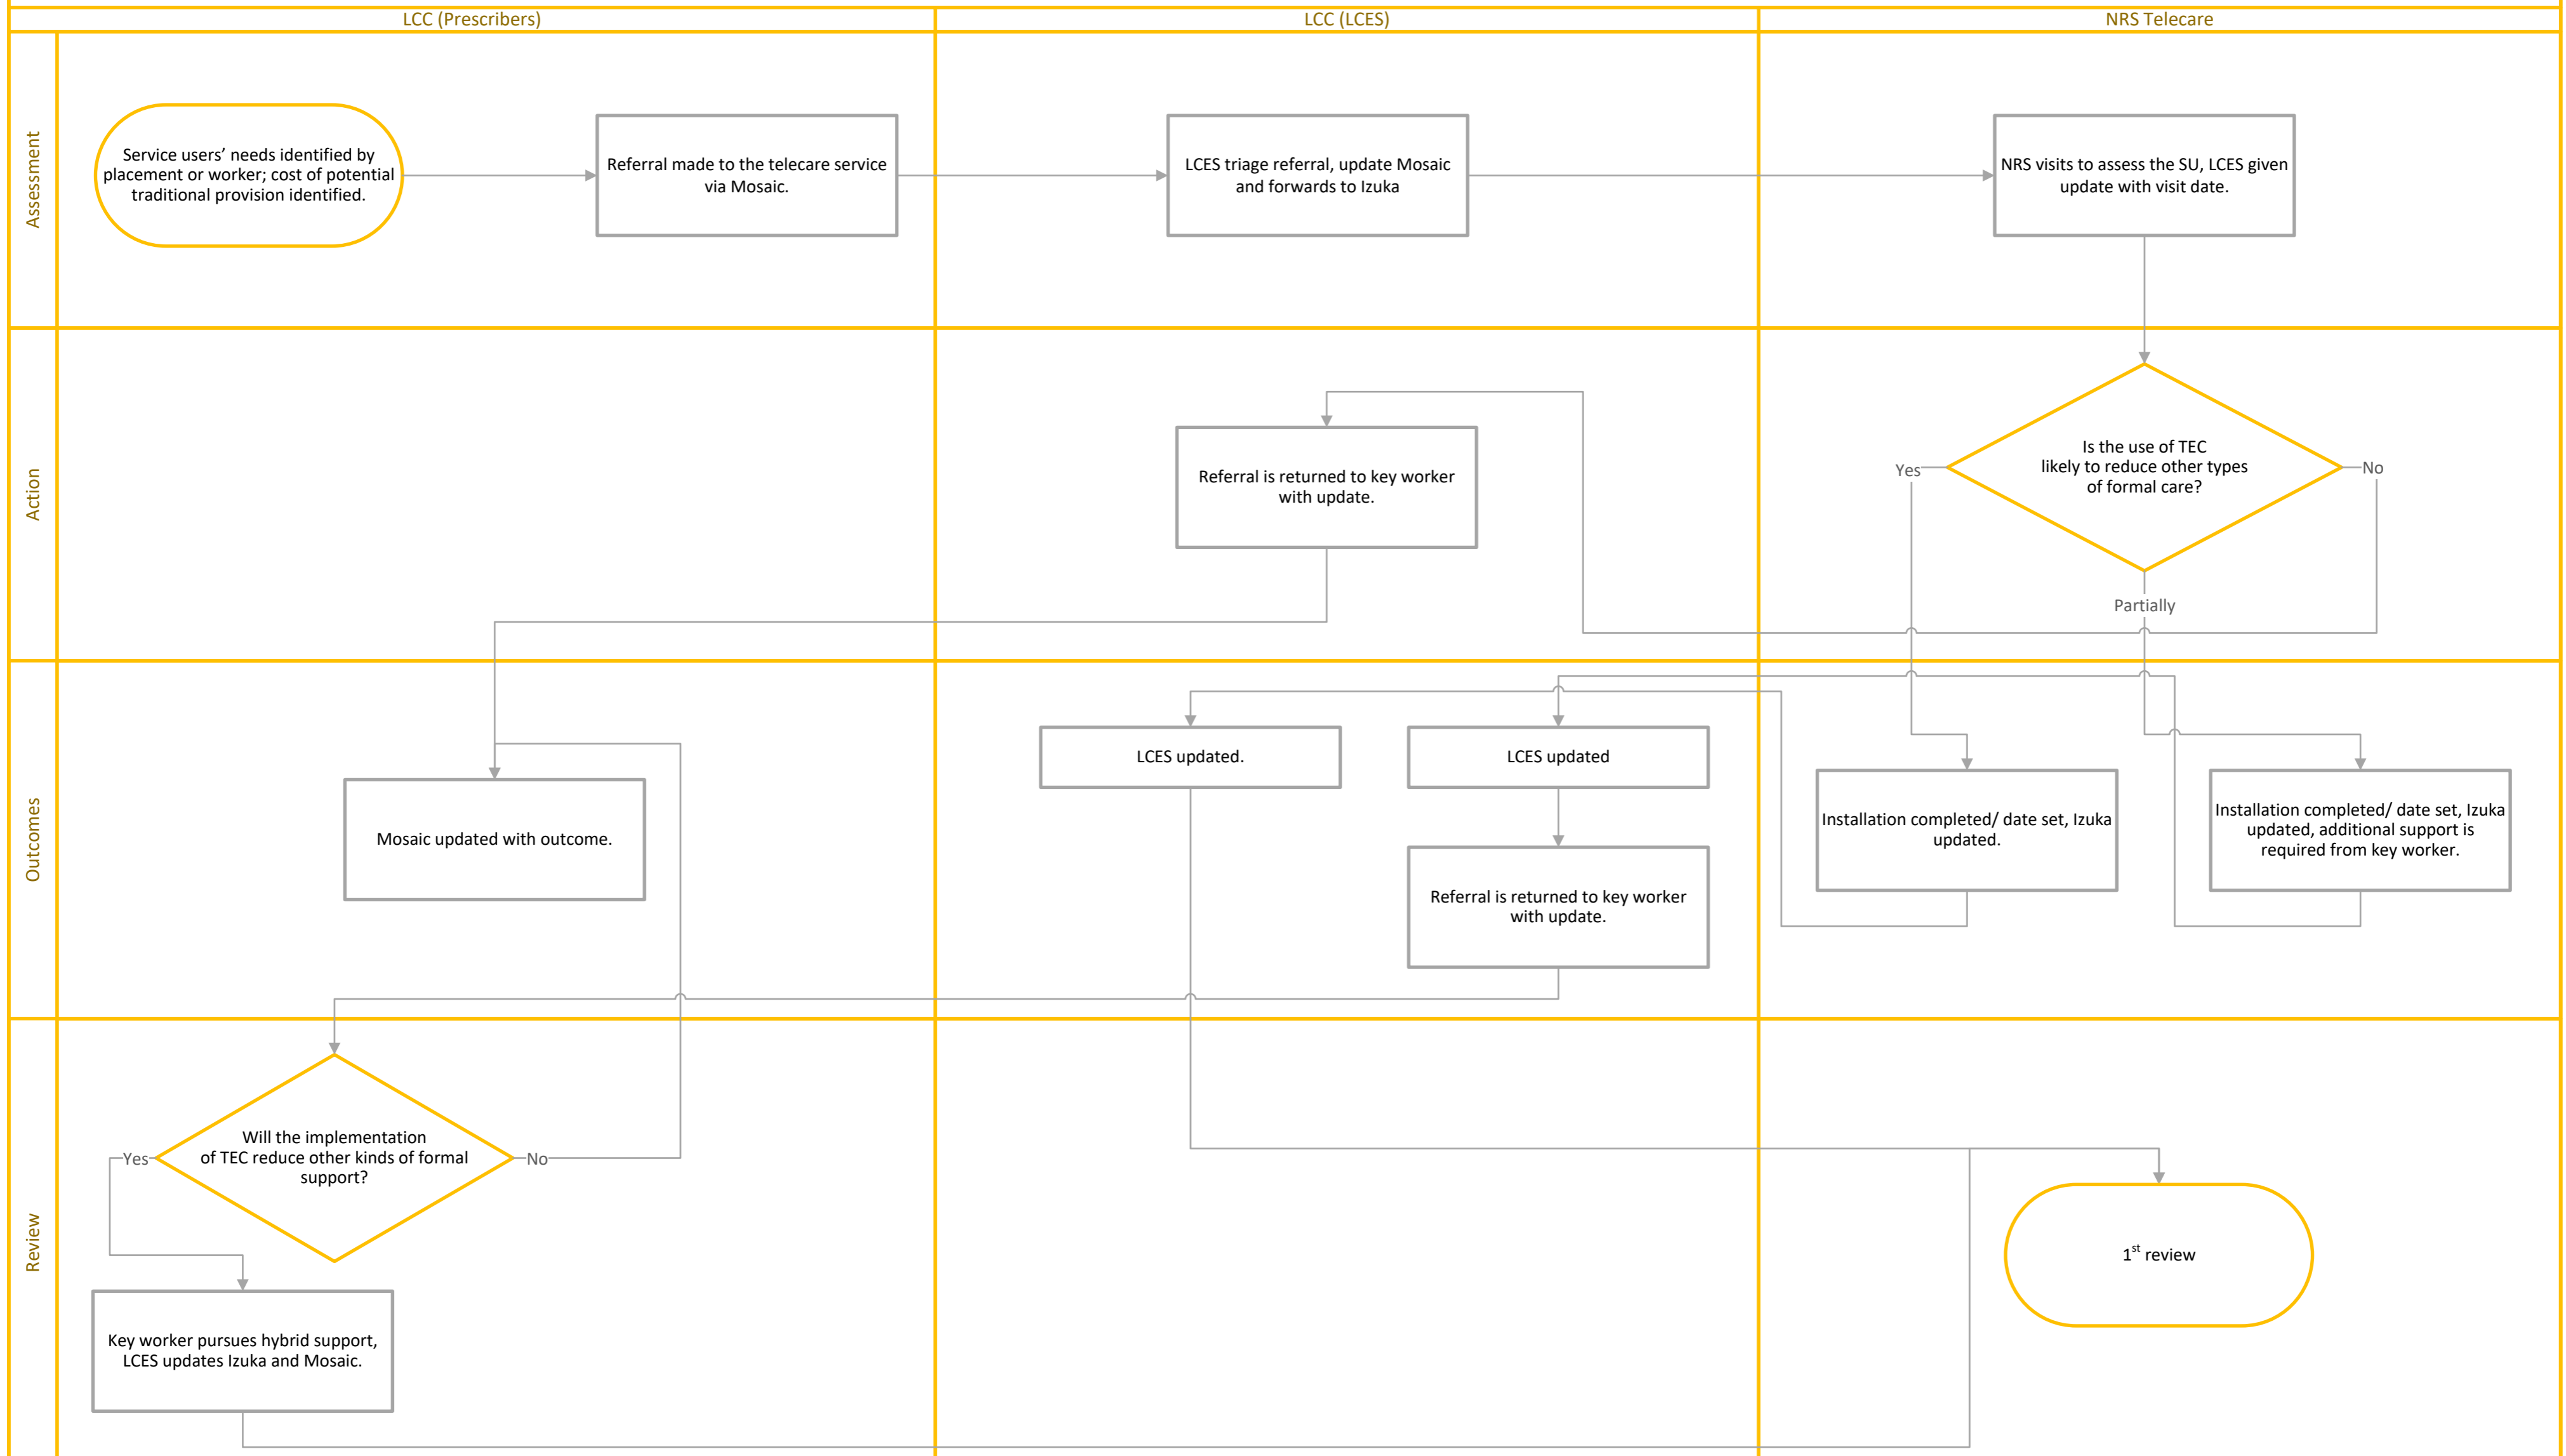 LCC (Prescribers)
LCC (LCES)
NRS Telecare
Assessment
Service users’ needs identified by
placement or worker; cost of potential
traditional provision identified.
Referral made to the telecare service
via Mosaic.
LCES triage referral, update Mosaic
and forwards to Izuka
NRS visits to assess the SU, LCES given
update with visit date.
Action
Referral is returned to key worker
with update.
Is the use of TEC
likely to reduce other types
of formal care?
Yes
No
Partially
Outcomes
Mosaic updated with outcome.
LCES updated.
LCES updated
Referral is returned to key worker
with update.
Installation completed/ date set, Izuka
updated.
Installation completed/ date set, Izuka
updated, additional support is
required from key worker.
Review
Will the implementation
of TEC reduce other kinds of formal
support?
Yes
No
Key worker pursues hybrid support,
LCES updates Izuka and Mosaic.
1st review